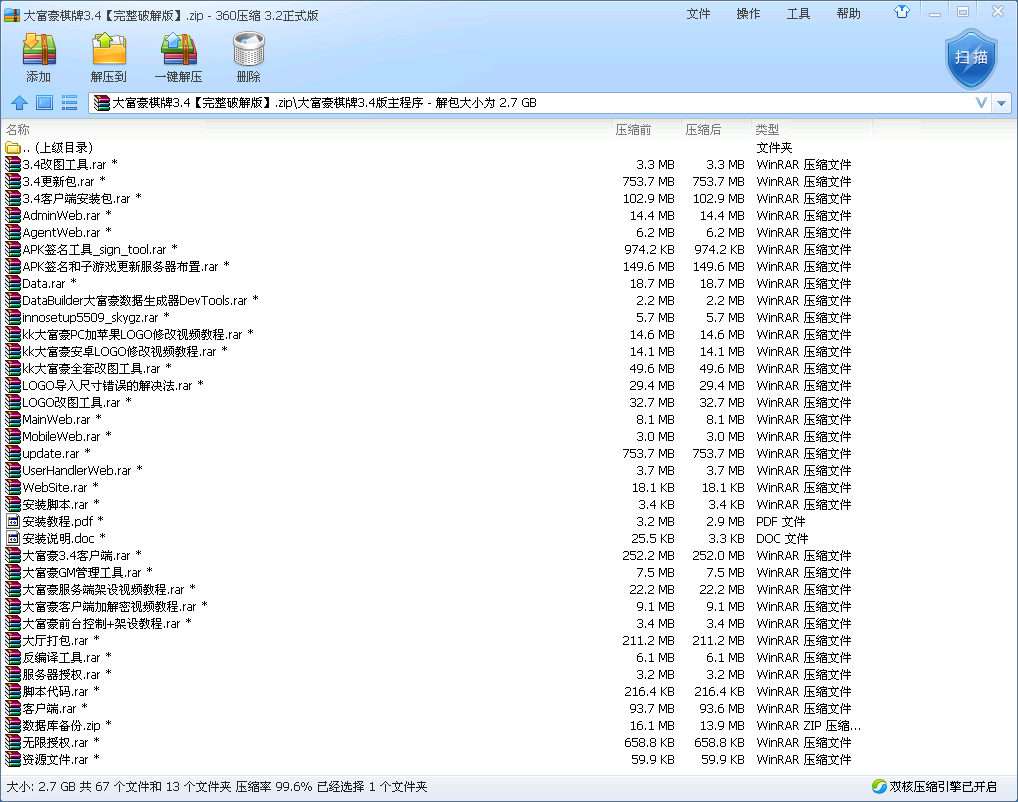 大富豪棋牌3.4【完整破解版】.zip - 360压缩 3.2正式版 文件 操作 工具 帮助
添加 解压到 一键解压 删除 扫描
大富豪棋牌3.4【完整破解版】.zip\大富豪棋牌3.4版主程序 - 解包大小为 2.7 GB
名称 压缩前 压缩后 类型
.. (上级目录) 文件夹
3.4改图工具.rar * 3.3 MB 3.3 MB WinRAR 压缩文件
3.4更新包.rar * 753.7 MB 753.7 MB WinRAR 压缩文件
3.4客户端安装包.rar * 102.9 MB 102.9 MB WinRAR 压缩文件
AdminWeb.rar * 14.4 MB 14.4 MB WinRAR 压缩文件
AgentWeb.rar * 6.2 MB 6.2 MB WinRAR 压缩文件
APK签名工具_sign_tool.rar * 974.2 KB 974.2 KB WinRAR 压缩文件
APK签名和子游戏更新服务器布置.rar * 149.6 MB 149.6 MB WinRAR 压缩文件
Data.rar * 18.7 MB 18.7 MB WinRAR 压缩文件
DataBuilder大富豪数据生成器DevTools.rar * 2.2 MB 2.2 MB WinRAR 压缩文件
innosetup5509_skygz.rar * 5.7 MB 5.7 MB WinRAR 压缩文件
kk大富豪PC加苹果LOGO修改视频教程.rar * 14.6 MB 14.6 MB WinRAR 压缩文件
kk大富豪安卓LOGO修改视频教程.rar * 14.1 MB 14.1 MB WinRAR 压缩文件
kk大富豪全套改图工具.rar * 49.6 MB 49.6 MB WinRAR 压缩文件
LOGO导入尺寸错误的解决法.rar * 29.4 MB 29.4 MB WinRAR 压缩文件
LOGO改图工具.rar * 32.7 MB 32.7 MB WinRAR 压缩文件
MainWeb.rar * 8.1 MB 8.1 MB WinRAR 压缩文件
MobileWeb.rar * 3.0 MB 3.0 MB WinRAR 压缩文件
update.rar * 753.7 MB 753.7 MB WinRAR 压缩文件
UserHandlerWeb.rar * 3.7 MB 3.7 MB WinRAR 压缩文件
WebSite.rar * 18.1 KB 18.1 KB WinRAR 压缩文件
安装脚本.rar * 3.4 KB 3.4 KB WinRAR 压缩文件
安装教程.pdf * 3.2 MB 2.9 MB PDF 文件
安装说明.doc * 25.5 KB 3.3 KB DOC 文件
大富豪3.4客户端.rar * 252.2 MB 252.0 MB WinRAR 压缩文件
大富豪GM管理工具.rar * 7.5 MB 7.5 MB WinRAR 压缩文件
大富豪服务端架设视频教程.rar * 22.2 MB 22.2 MB WinRAR 压缩文件
大富豪客户端加解密视频教程.rar * 9.1 MB 9.1 MB WinRAR 压缩文件
大富豪前台控制+架设教程.rar * 3.4 MB 3.4 MB WinRAR 压缩文件
大厅打包.rar * 211.2 MB 211.2 MB WinRAR 压缩文件
反编译工具.rar * 6.1 MB 6.1 MB WinRAR 压缩文件
服务器授权.rar * 3.2 MB 3.2 MB WinRAR 压缩文件
脚本代码.rar * 216.4 KB 216.4 KB WinRAR 压缩文件
客户端.rar * 93.7 MB 93.6 MB WinRAR 压缩文件
数据库备份.zip * 16.1 MB 13.9 MB WinRAR ZIP 压缩...
无限授权.rar * 658.8 KB 658.8 KB WinRAR 压缩文件
资源文件.rar * 59.9 KB 59.9 KB WinRAR 压缩文件
大小: 2.7 GB 共 67 个文件和 13 个文件夹 压缩率 99.6% 已经选择 1 个文件夹 双核压缩引擎已开启